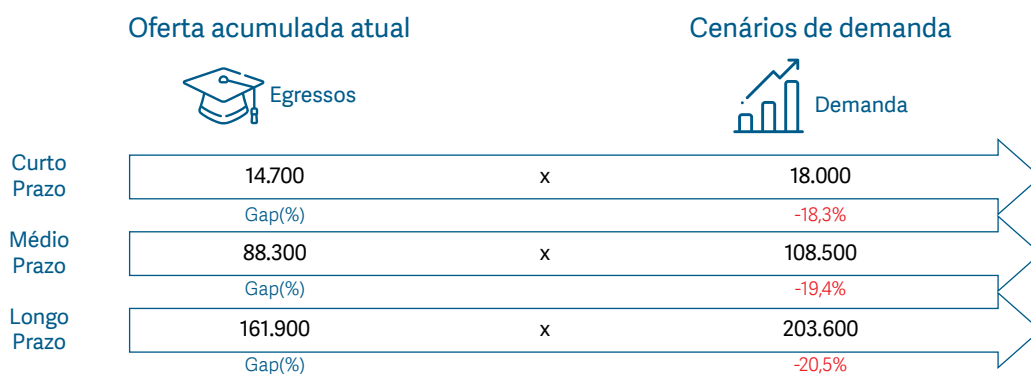 Oferta acumulada atual
Cenários de demanda
Egressos
Demanda
Curto
Prazo
14.700 x 18.000
Gap(%) -18,3%
Médio
Prazo
88.300 x 108.500
Gap(%) -19,4%
Longo
Prazo
161.900 x 203.600
Gap(%) -20,5%